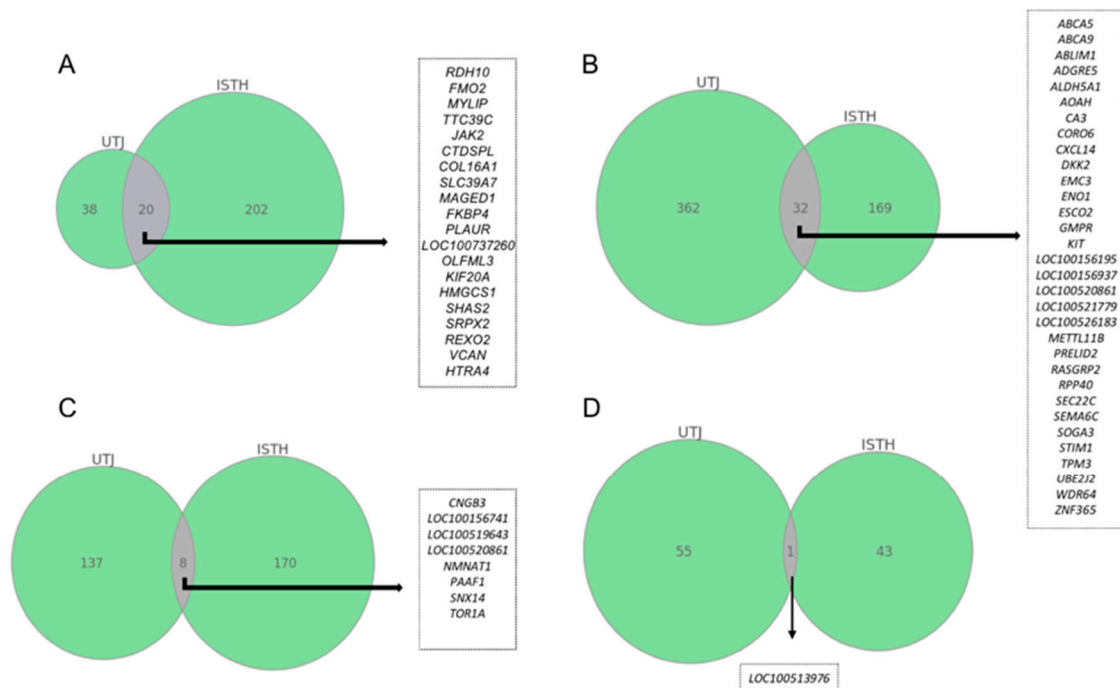 A
UTJ
ISTH
38
20
202
RDH10
FMO2
MYLIP
TTC39C
JAK2
CTDSPL
COL16A1
SLC39A7
MAGED1
FKBP4
PLAUR
LOC100737260
OLFML3
KIF20A
HMGCS1
SHAS2
SRPX2
REXO2
VCAN
HTRA4
B
UTJ
ISTH
362
32
169
ABCA5
ABCA9
ABLIM1
ADGRE5
ALDH5A1
AOAH
CA3
CORO6
CXCL14
DKK2
EMC3
ENO1
ESCO2
GMPR
KIT
LOC100156195
LOC100156937
LOC100520861
LOC100521779
LOC100526183
METTL11B
PRELID2
RASGRP2
RPP40
SEC22C
SEMA6C
SOGA3
STIM1
TPM3
UBE2J2
WDR64
ZNF365
C
UTJ
ISTH
137
8
170
CNGB3
LOC100156741
LOC100519643
LOC100520861
NMNAT1
PAAF1
SNX14
TOR1A
D
UTJ
ISTH
55
1
43
LOC100513976